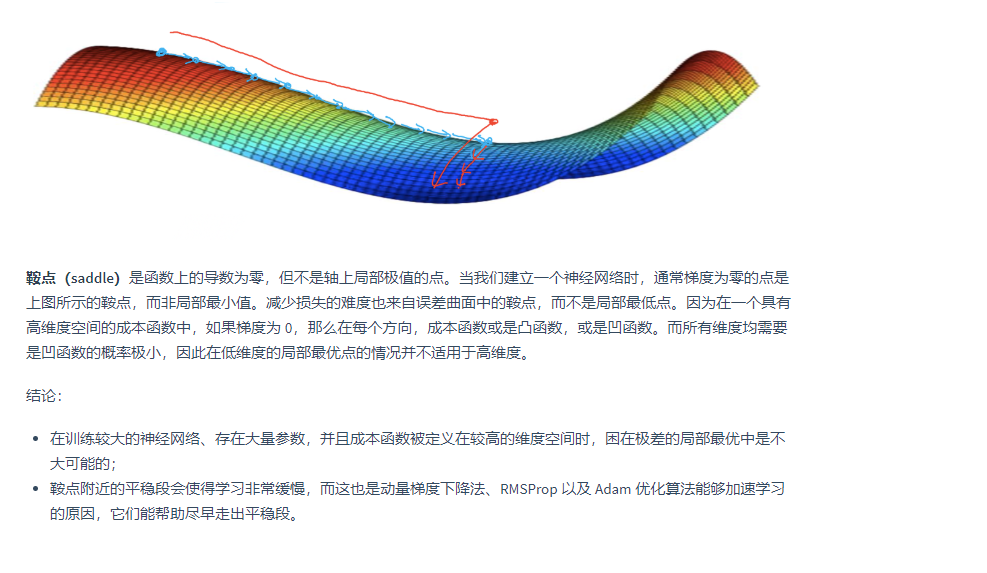 鞍点（saddle）是函数上的导数为零，但不是轴上局部极值的点。当我们建立一个神经网络时，通常梯度为零的点是
上图所示的鞍点，而非局部最小值。减少损失的难度也来自误差曲面中的鞍点，而不是局部最低点。因为在一个具有
高维度空间的成本函数中，如果梯度为 0，那么在每个方向，成本函数或是凸函数，或是凹函数。而所有维度均需要
是凹函数的概率极小，因此在低维度的局部最优点的情况并不适用于高维度。
结论：
• 在训练较大的神经网络、存在大量参数，并且成本函数被定义在较高的维度空间时，困在极差的局部最优中是不
大可能的；
• 鞍点附近的平稳段会使得学习非常缓慢，而这也是动量梯度下降法、RMSProp 以及 Adam 优化算法能够加速学习
的原因，它们能帮助尽早走出平稳段。